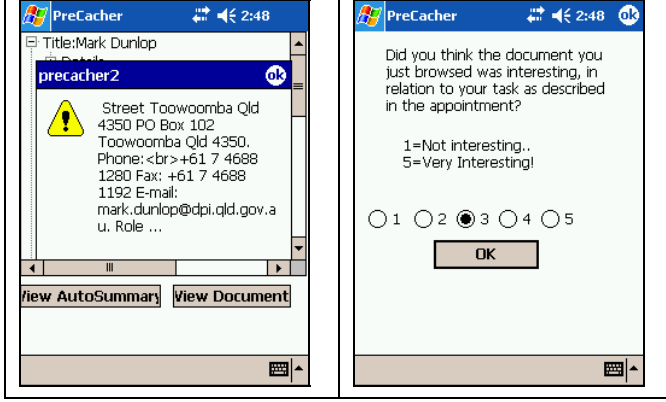 PreCacher 2:48
Title:Mark Dunlop
precacher2 ok
Street Toowoomba Qld
4350 PO Box 102
Toowoomba Qld 4350.
Phone:<br>+61 7 4688
1280 Fax: +61 7 4688
1192 E-mail:
mark.dunlop@dpi.qld.gov.a
u. Role ...
View AutoSummary View Document
PreCacher 2:48 ok
Did you think the document you
just browsed was interesting, in
relation to your task as described
in the appointment?
1=Not interesting..
5=Very Interesting!
1 2 3 4 5
OK